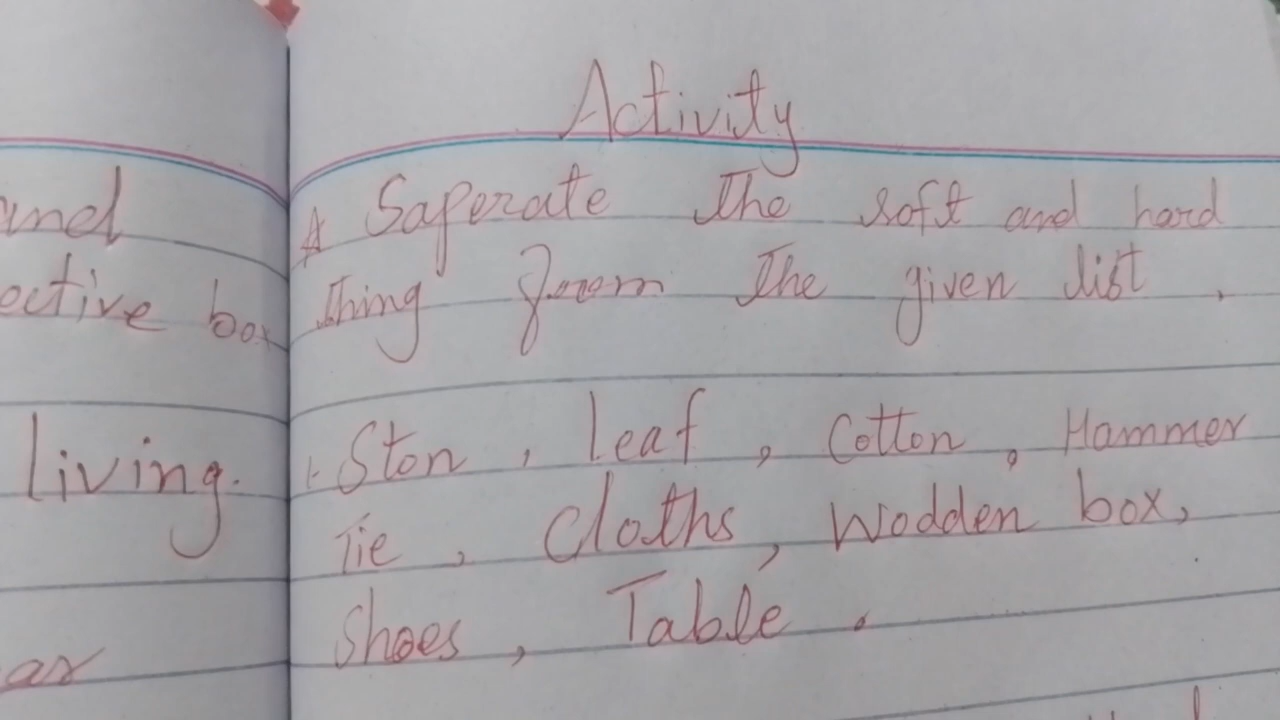 and
ective box
living.
ar
Activity
Saperate The soft and hard
Thing from The given list .
Ston , leaf , Cotton , Hammer
Tie , Cloths , Wodden box,
Shoes , Table .